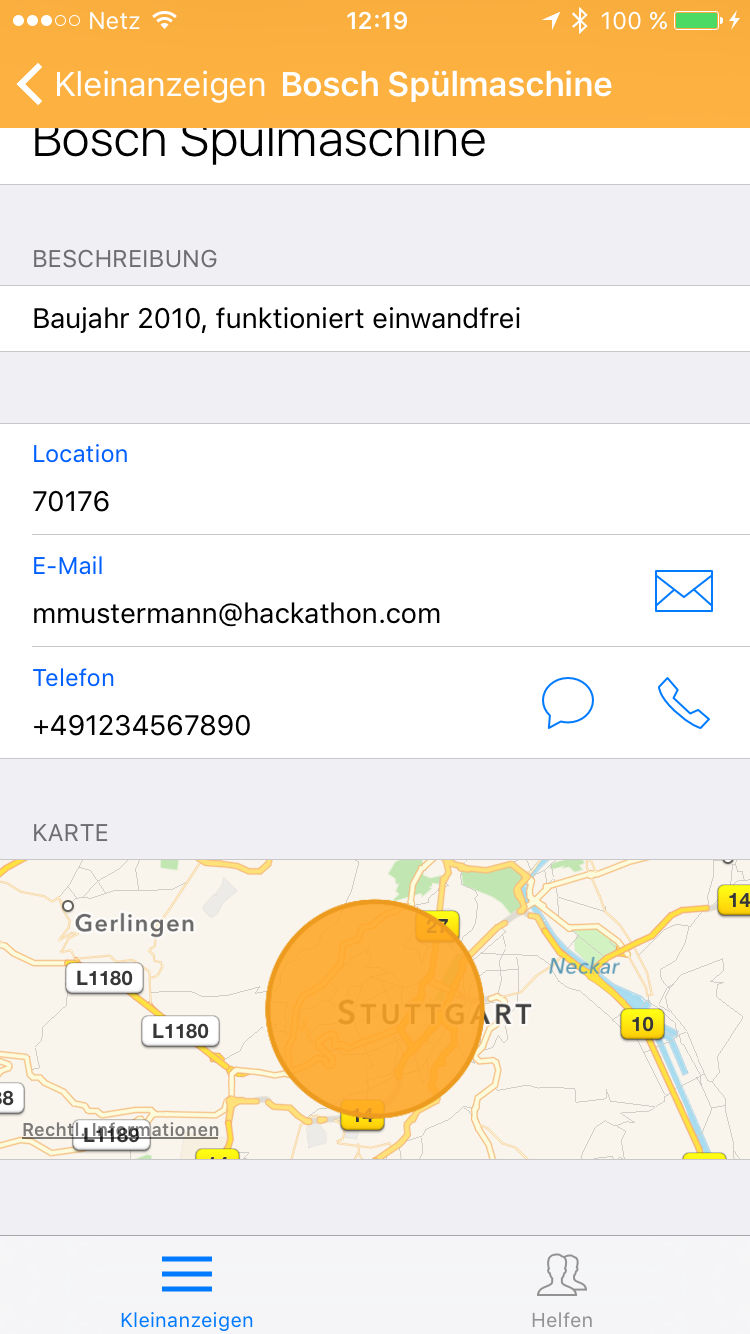 Netz 12:19 100 %
Kleinanzeigen Bosch Spülmaschine
Bosch Spülmaschine
BESCHREIBUNG
Baujahr 2010, funktioniert einwandfrei
Location
70176
E-Mail
mmustermann@hackathon.com
Telefon
+491234567890
KARTE
14
27
Gerlingen
Neckar
L1180
STUTTGART
10
L1180
14
Rechtl. Informationen
L1189
Kleinanzeigen Helfen